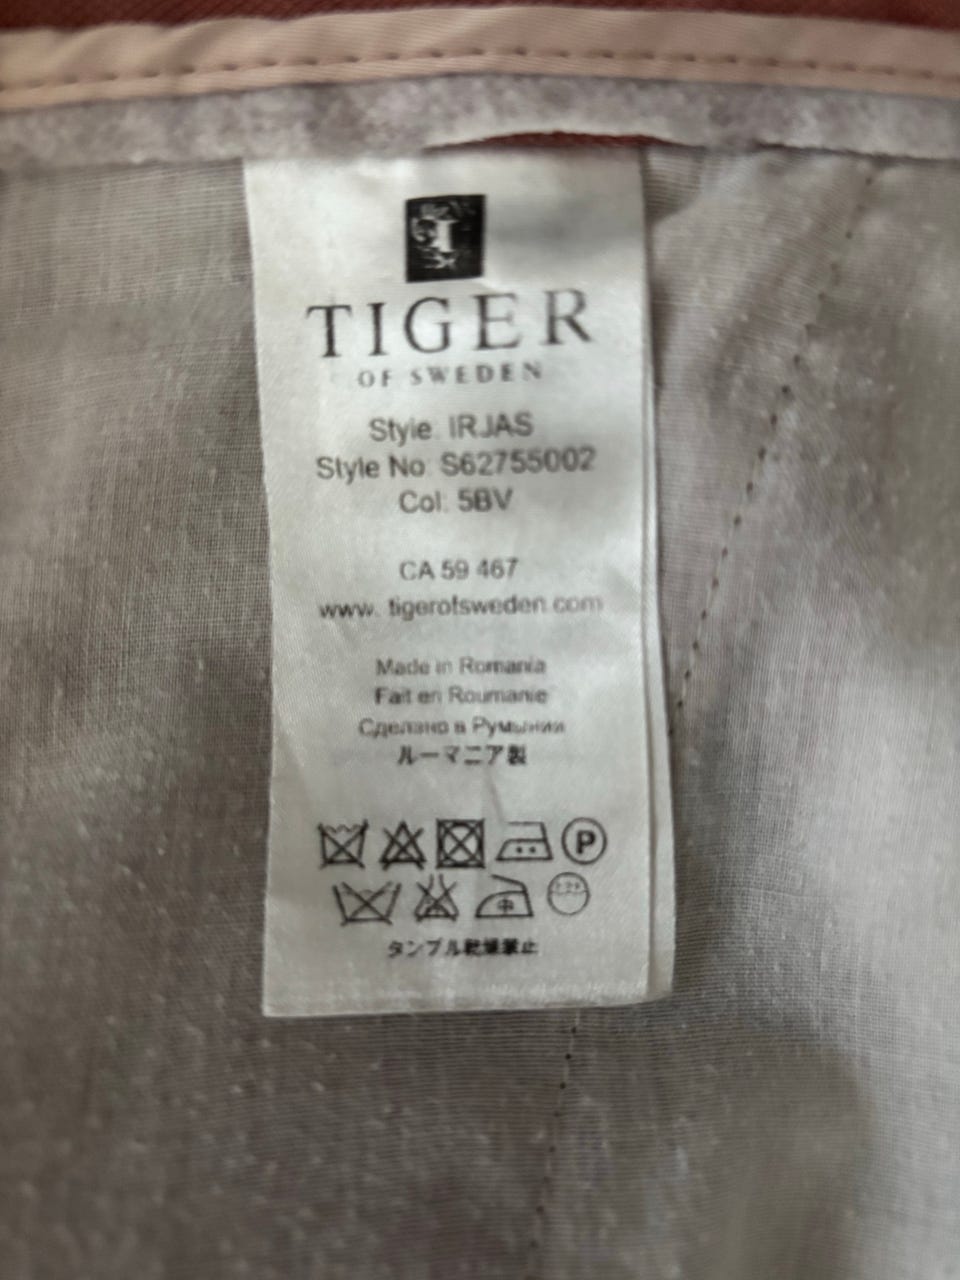 TIGER
OF SWEDEN
Style: IRJAS
Style No: S62755002
Col: 5BV
CA 59 467
www. tigerofsweden.com
Made in Romania
Fait en Roumanie
Сделано в Румынии
ルーマニア製
P
中
タンブル乾燥禁止